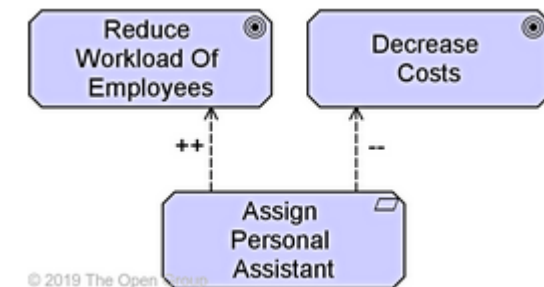 Reduce
Workload Of
Employees
Decrease
Costs
++
--
Assign
Personal
Assistant
© 2019 The Open Group